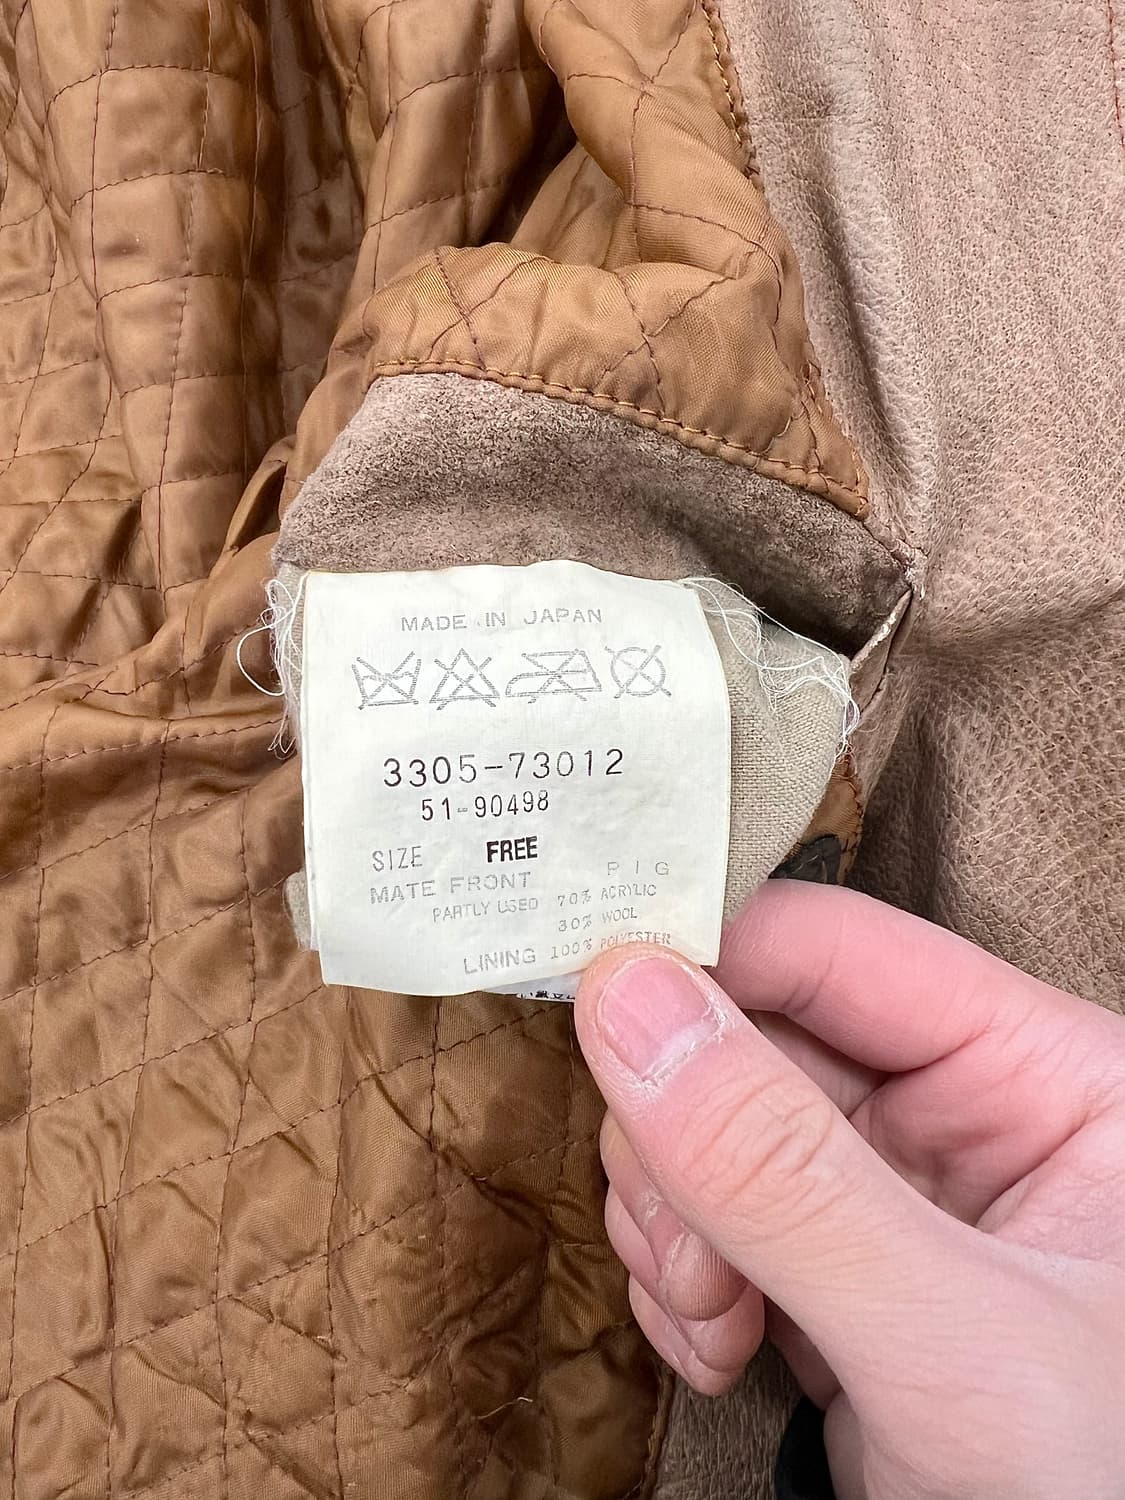 MADE IN JAPAN
3305-73012
51-90498
SIZE FREE
MATE FRONT PIG
PARTLY USED 70% ACRYLIC
30% WOOL
LINING 100% POLYESTER